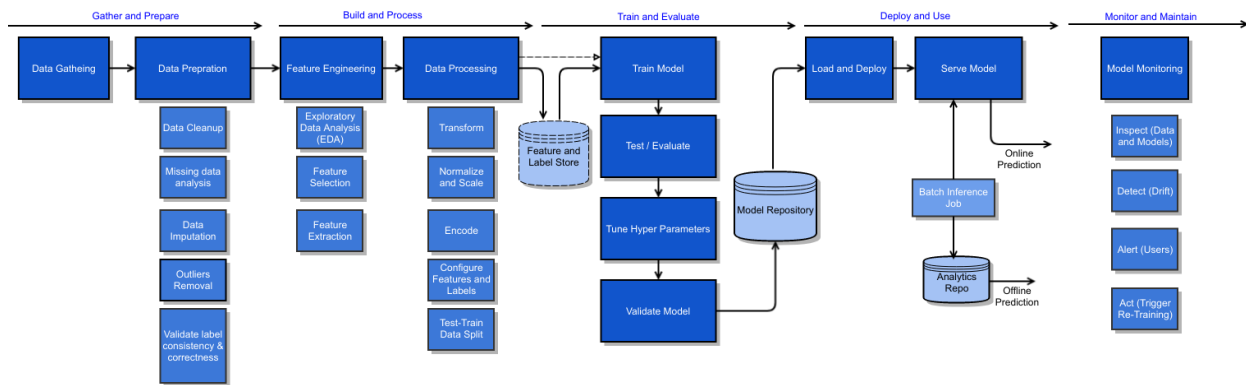 Gather and Prepare
Build and Process
Train and Evaluate
Deploy and Use
Monitor and Maintain
Data Gatheing
Data Prepration
Feature Engineering
Data Processing
Train Model
Load and Deploy
Serve Model
Model Monitoring
Data Cleanup
Missing data
analysis
Data
Imputation
Outliers
Removal
Validate label
consistency &
correctness
Exploratory
Data Analysis
(EDA)
Feature
Selection
Feature
Extraction
Transform
Normalize
and Scale
Encode
Configure
Features and
Labels
Test-Train
Data Split
Feature and
Label Store
Test / Evaluate
Tune Hyper Parameters
Validate Model
Model Repository
Online
Prediction
Batch Inference
Job
Analytics
Repo
Offline
Prediction
Inspect (Data
and Models)
Detect (Drift)
Alert (Users)
Act (Trigger
Re-Training)